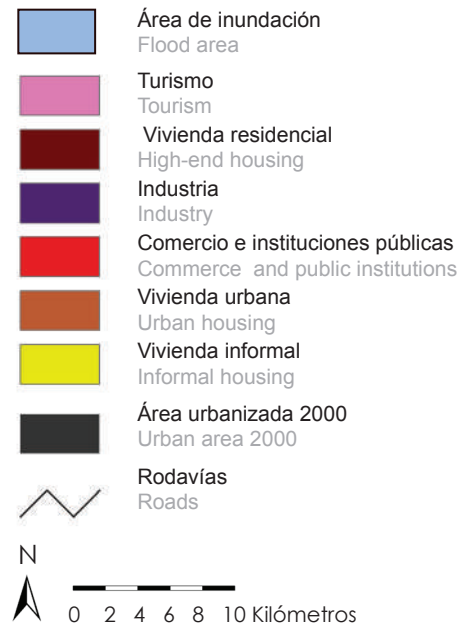 Área de inundación
Flood area
Turismo
Tourism
Vivienda residencial
High-end housing
Industria
Industry
Comercio e instituciones públicas
Commerce and public institutions
Vivienda urbana
Urban housing
Vivienda informal
Informal housing
Área urbanizada 2000
Urban area 2000
Rodavías
Roads
N
0 2 4 6 8 10 Kilómetros